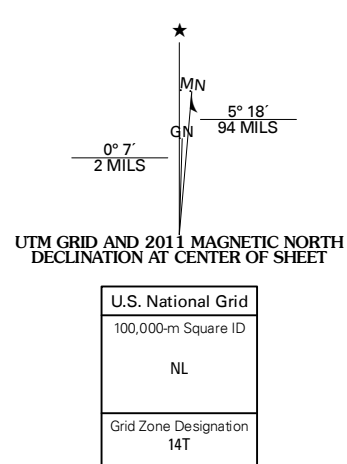 ★
MN
5° 18´
94 MILS
GN
0° 7´
2 MILS
UTM GRID AND 2011 MAGNETIC NORTH
DECLINATION AT CENTER OF SHEET
U.S. National Grid
100,000-m Square ID
NL
Grid Zone Designation
14T